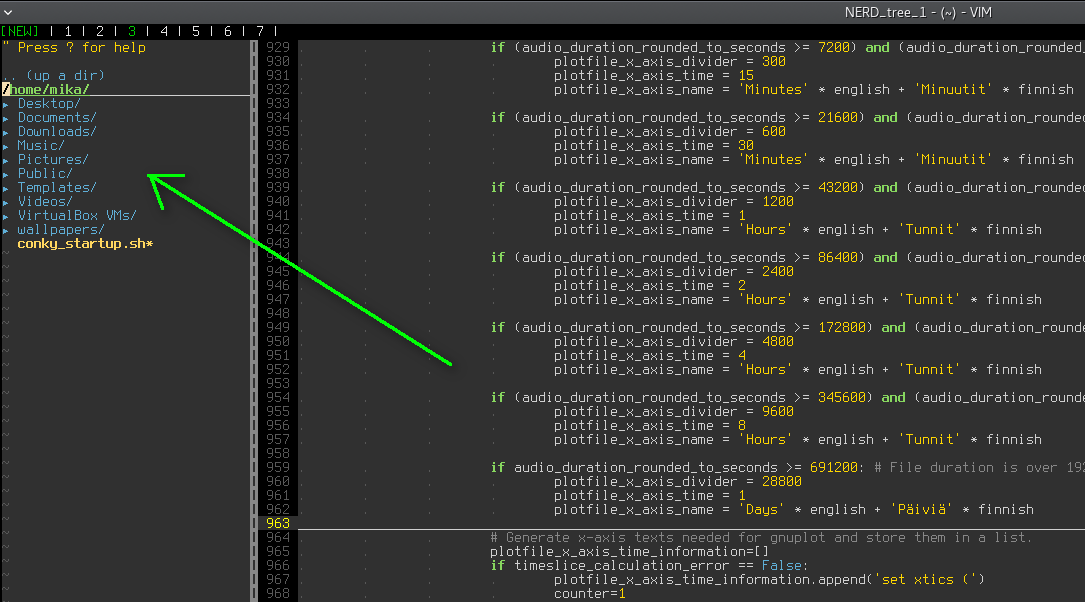 NERD_tree_1 - (~) - VIM
[NEW] | 1 | 2 | 3 | 4 | 5 | 6 | 7 |
" Press ? for help
.. (up a dir)
/home/mika/
▸ Desktop/
▸ Documents/
▸ Downloads/
▸ Music/
▸ Pictures/
▸ Public/
▸ Templates/
▸ Videos/
▸ VirtualBox VMs/
▸ wallpapers/
conky_startup.sh*
929 if (audio_duration_rounded_to_seconds >= 7200) and (audio_duration_rounded_
930 plotfile_x_axis_divider = 300
931 plotfile_x_axis_time = 15
932 plotfile_x_axis_name = 'Minutes' * english + 'Minuutit' * finnish
933
934 if (audio_duration_rounded_to_seconds >= 21600) and (audio_duration_rounde
935 plotfile_x_axis_divider = 600
936 plotfile_x_axis_time = 30
937 plotfile_x_axis_name = 'Minutes' * english + 'Minuutit' * finnish
938
939 if (audio_duration_rounded_to_seconds >= 43200) and (audio_duration_rounde
940 plotfile_x_axis_divider = 1200
941 plotfile_x_axis_time = 1
942 plotfile_x_axis_name = 'Hours' * english + 'Tunnit' * finnish
943
944 if (audio_duration_rounded_to_seconds >= 86400) and (audio_duration_rounde
945 plotfile_x_axis_divider = 2400
946 plotfile_x_axis_time = 2
947 plotfile_x_axis_name = 'Hours' * english + 'Tunnit' * finnish
948
949 if (audio_duration_rounded_to_seconds >= 172800) and (audio_duration_round
950 plotfile_x_axis_divider = 4800
951 plotfile_x_axis_time = 4
952 plotfile_x_axis_name = 'Hours' * english + 'Tunnit' * finnish
953
954 if (audio_duration_rounded_to_seconds >= 345600) and (audio_duration_round
955 plotfile_x_axis_divider = 9600
956 plotfile_x_axis_time = 8
957 plotfile_x_axis_name = 'Hours' * english + 'Tunnit' * finnish
958
959 if audio_duration_rounded_to_seconds >= 691200: # File duration is over 192
960 plotfile_x_axis_divider = 28800
961 plotfile_x_axis_time = 1
962 plotfile_x_axis_name = 'Days' * english + 'Päiviä' * finnish
963
964 # Generate x-axis texts needed for gnuplot and store them in a list.
965 plotfile_x_axis_time_information=[]
966 if timeslice_calculation_error == False:
967 plotfile_x_axis_time_information.append('set xtics (')
968 counter=1